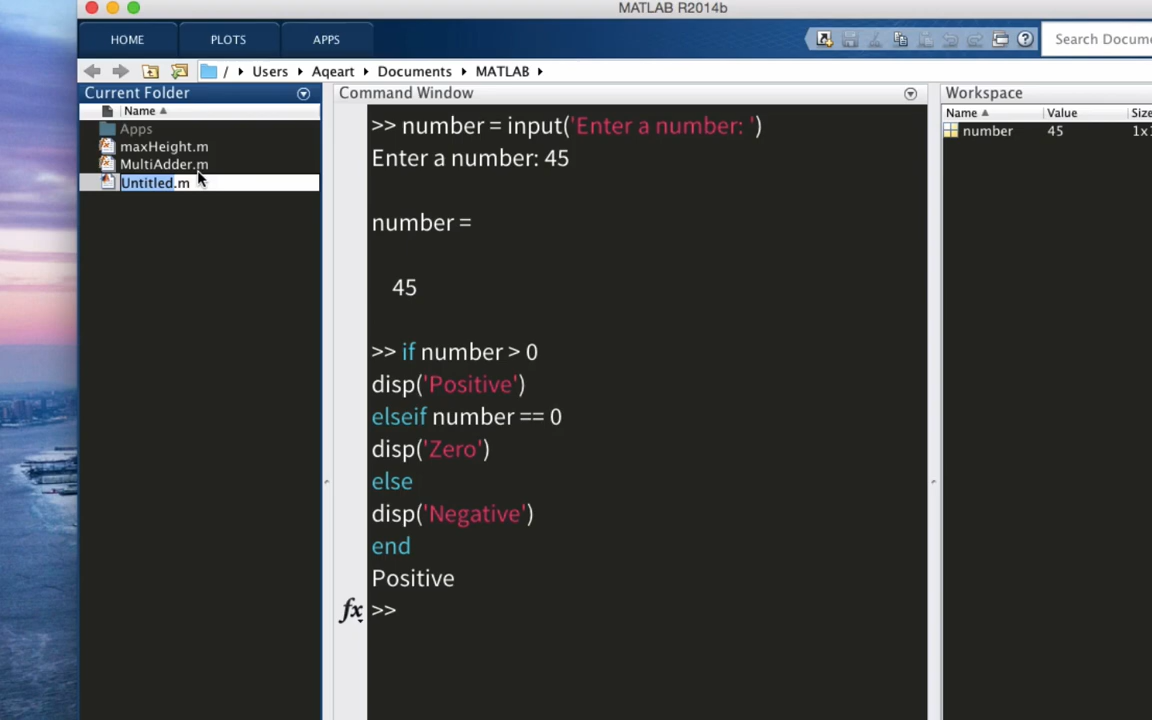 MATLAB R2014b
HOME PLOTS APPS
Search Docume
/ Users Aqeart Documents MATLAB
Current Folder
Name
Apps
maxHeight.m
MultiAdder.m
Untitled.m
Command Window
>> number = input('Enter a number: ')
Enter a number: 45
number =
45
>> if number > 0
disp('Positive')
elseif number == 0
disp('Zero')
else
disp('Negative')
end
Positive
fx >>
Workspace
Name Value Size
number 45 1x1